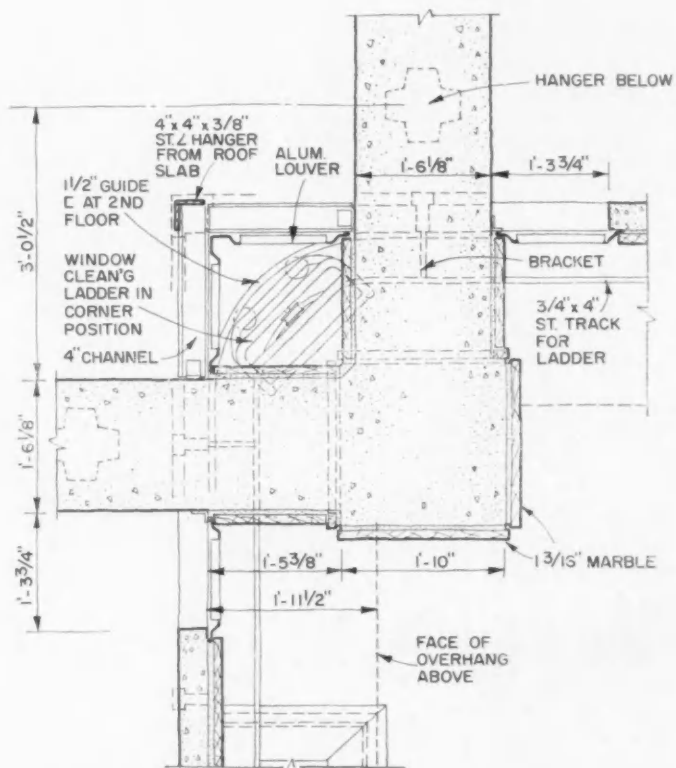 HANGER BELOW
4" x 4" x 3/8"
ST. ∠ HANGER
FROM ROOF
SLAB
ALUM.
LOUVER
1'-6 1/8"
1'-3 3/4"
1 1/2" GUIDE
[ AT 2ND
FLOOR
3'-0 1/2"
WINDOW
CLEAN'G
LADDER IN
CORNER
POSITION
BRACKET
3/4" x 4"
ST. TRACK
FOR
LADDER
4" CHANNEL
1'-6 1/8"
1'-3 3/4"
1'-5 3/8"
1'-10"
1 3/16" MARBLE
1'-11 1/2"
FACE OF
OVERHANG
ABOVE